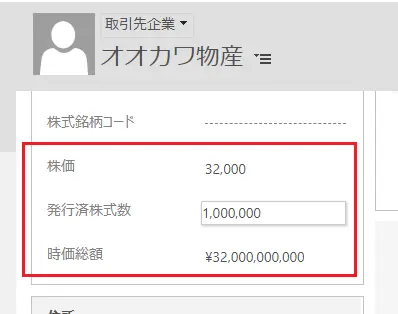 取引先企業
オオカワ物産
株式銘柄コード
株価 32,000
発行済株式数 1,000,000
時価総額 ¥32,000,000,000